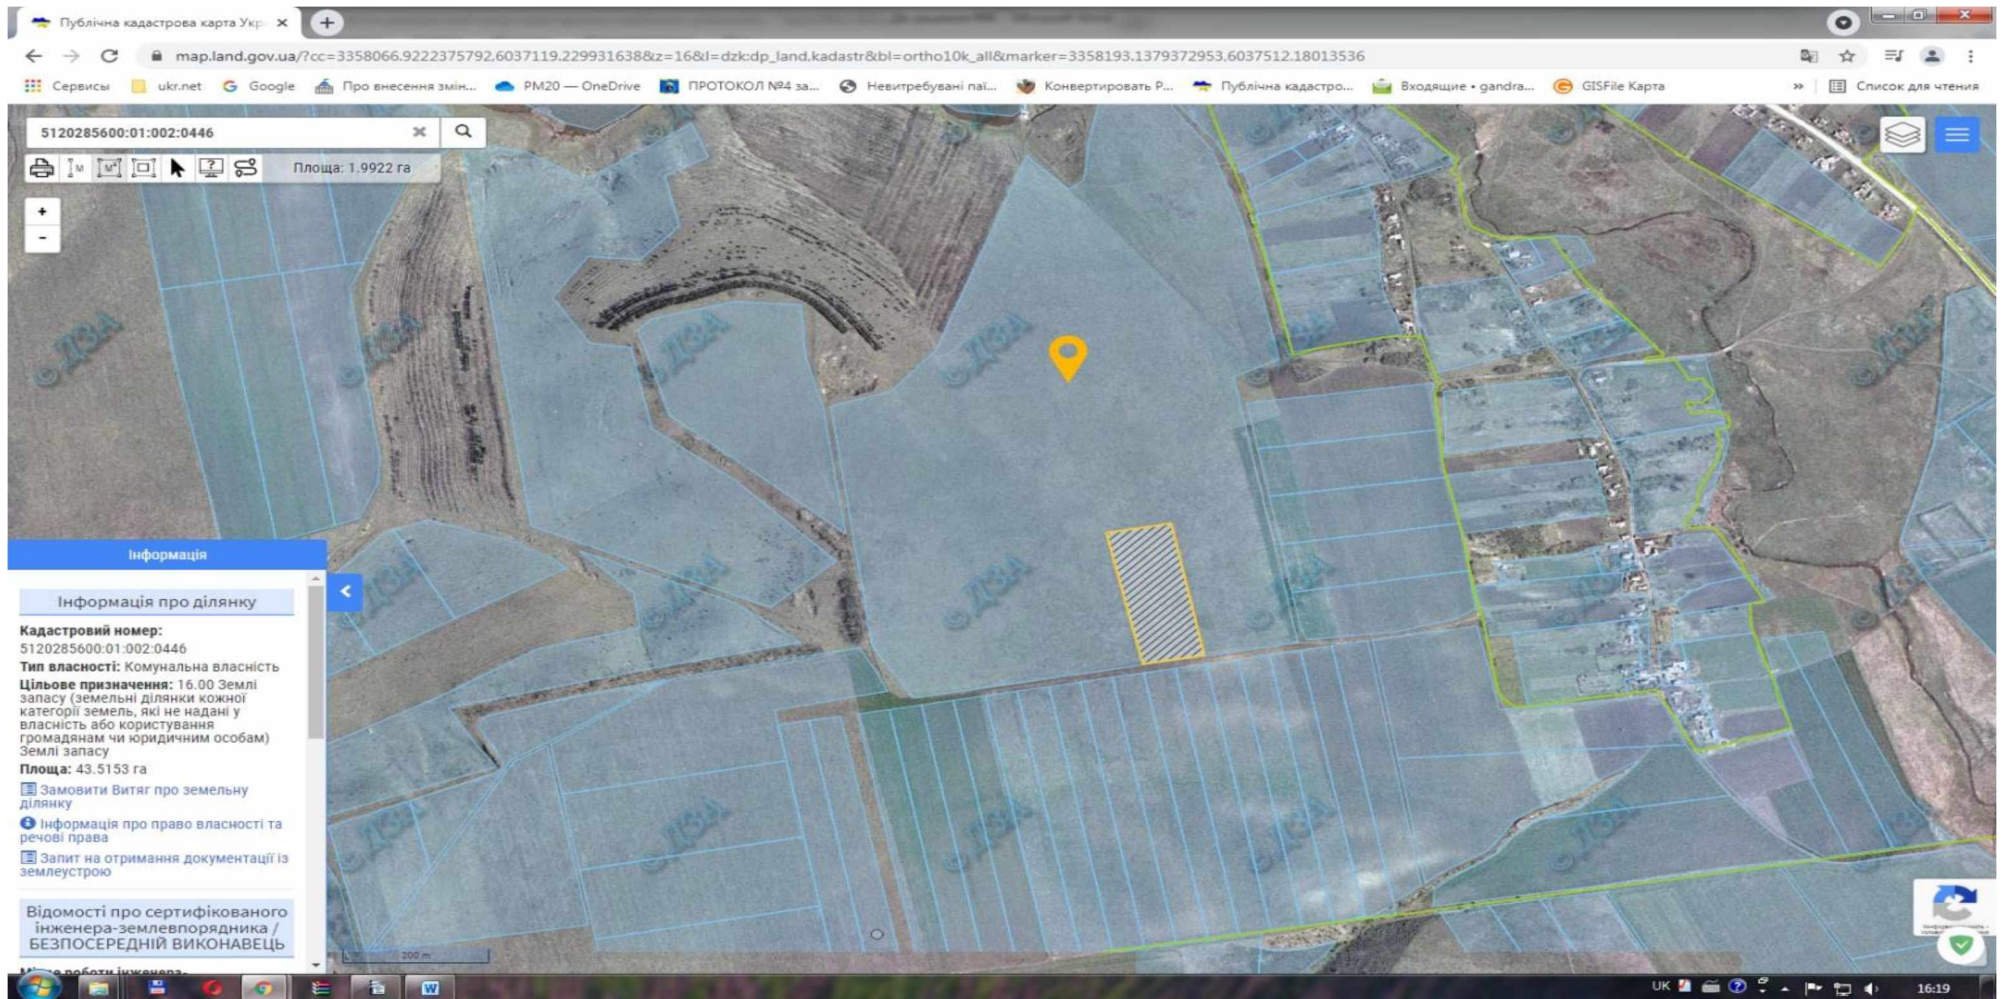 Публічна кадастрова карта Укр
map.land.gov.ua/?cc=3358066.9222375792,6037119.229931638&z=16&l=dzk:dp_land,kadastr&bl=ortho10k_all&marker=3358193.1379372953,6037512.18013536
Сервисы ukr.net Google Про внесення змін... PM20 — OneDrive ПРОТОКОЛ №4 за... Невитребувані паї... Конвертировать P... Публічна кадастро... Входящие • gandra... GISFile Карта » Список для чтения
5120285600:01:002:0446
Площа: 1.9922 га
+
-
© ДЗА
Інформація
Інформація про ділянку
Кадастровий номер:
5120285600:01:002:0446
Тип власності: Комунальна власність
Цільове призначення: 16.00 Землі
запасу (земельні ділянки кожної
категорії земель, які не надані у
власність або користування
громадянам чи юридичним особам)
Землі запасу
Площа: 43.5153 га
Замовити Витяг про земельну
ділянку
Інформація про право власності та
речові права
Запит на отримання документації із
землеустрою
Відомості про сертифікованого
інженера-землевпорядника /
БЕЗПОСЕРЕДНІЙ ВИКОНАВЕЦЬ
Місце роботи інженера-
200 m
UK 16:19